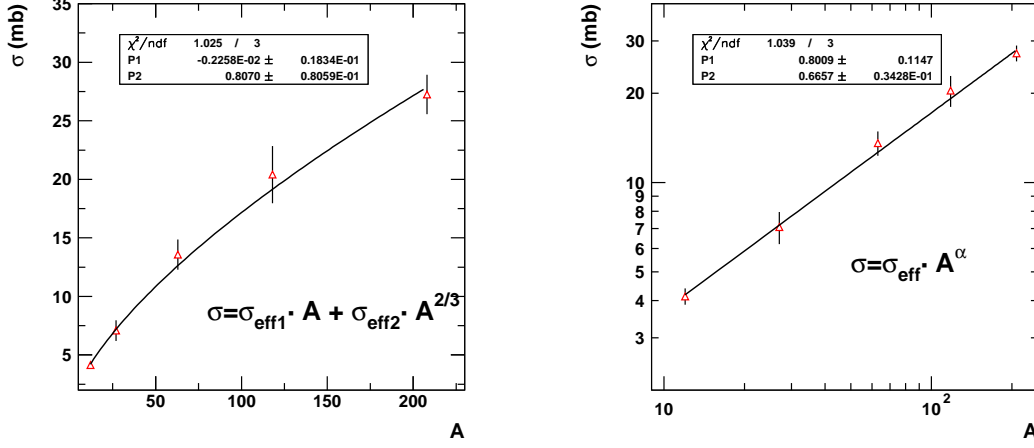 σ (mb)
35
30
25
20
15
10
5
χ²/ndf 1.025 / 3
P1 -0.2258E-02 ± 0.1834E-01
P2 0.8070 ± 0.8059E-01
σ=σeff1· A + σeff2· A^2/3
50 100 150 200
A
σ (mb)
30
20
10
9
8
7
6
5
4
3
χ²/ndf 1.039 / 3
P1 0.8009 ± 0.1147
P2 0.6657 ± 0.3428E-01
σ=σeff· A^α
10 10²
A